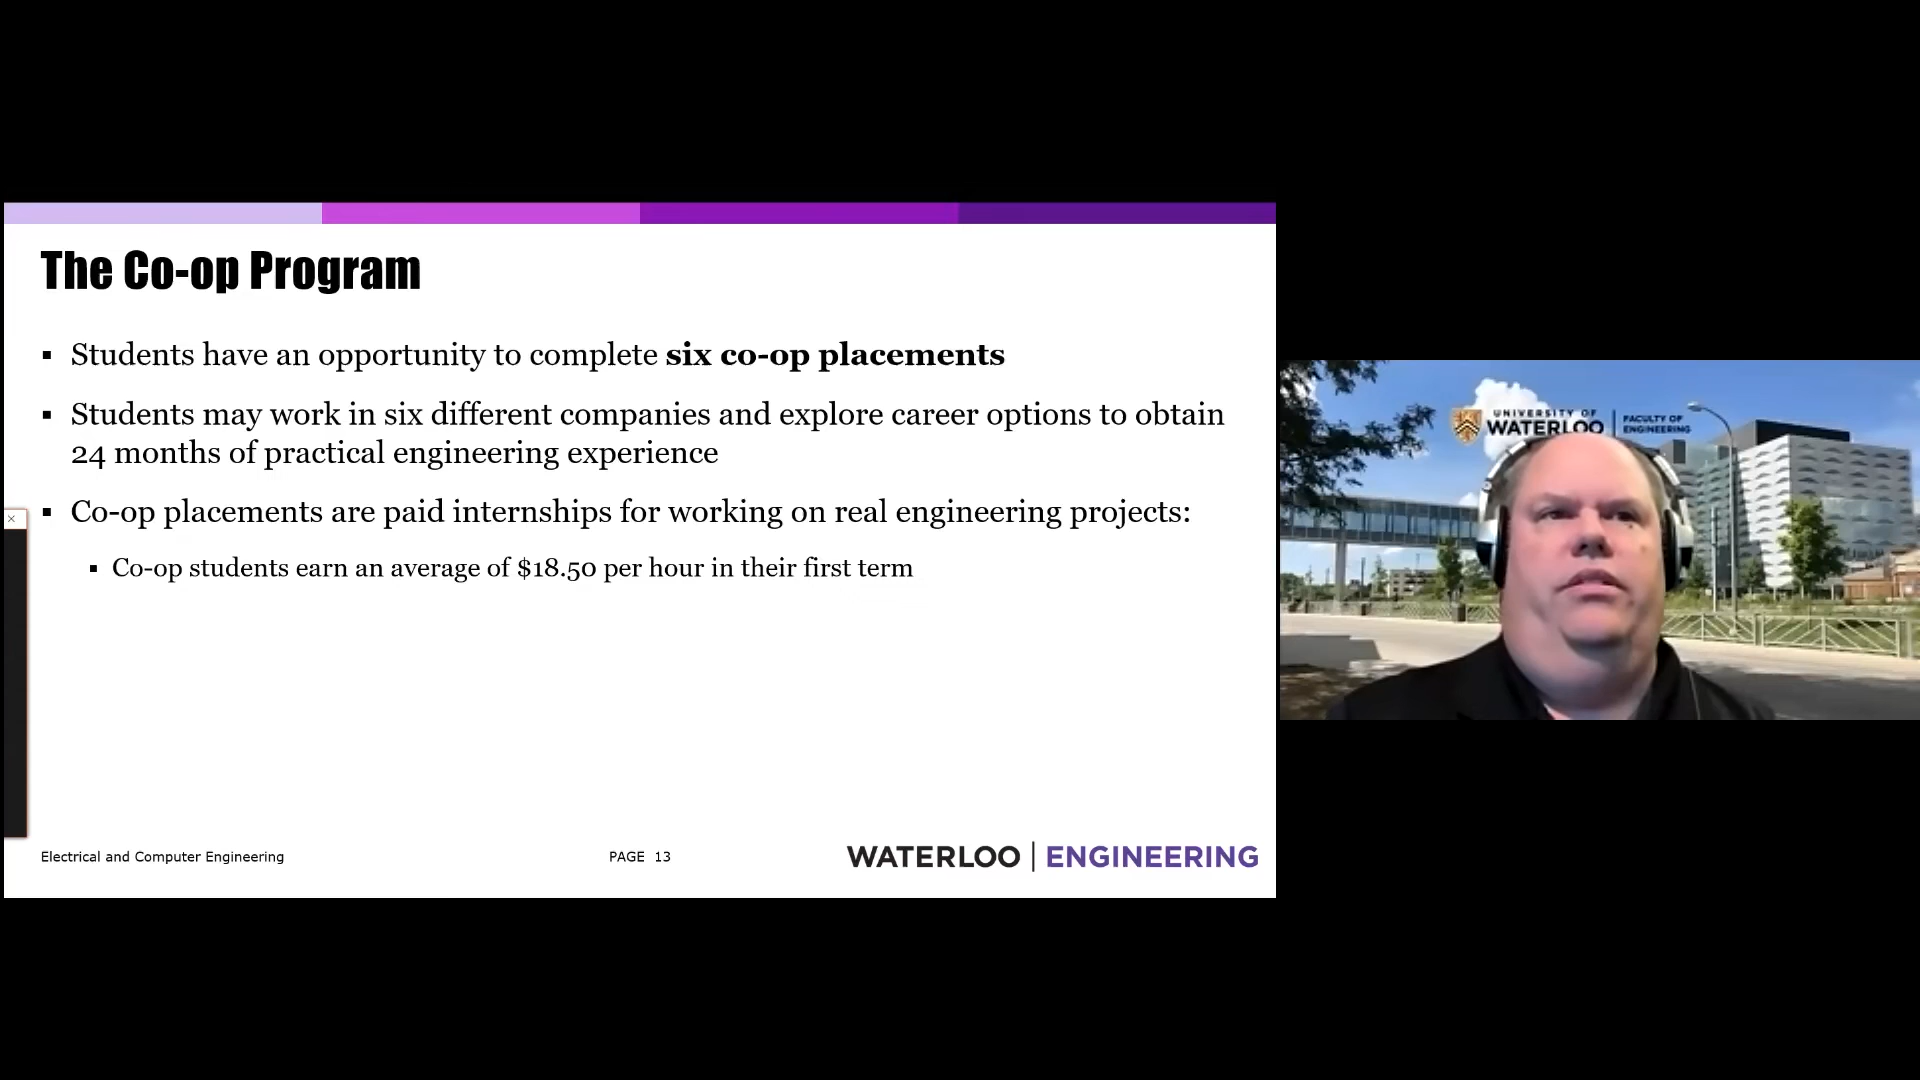 The Co-op Program
▪ Students have an opportunity to complete six co-op placements
▪ Students may work in six different companies and explore career options to obtain
24 months of practical engineering experience
▪ Co-op placements are paid internships for working on real engineering projects:
▪ Co-op students earn an average of $18.50 per hour in their first term
Electrical and Computer Engineering
PAGE 13
WATERLOO | ENGINEERING
UNIVERSITY OF
WATERLOO
FACULTY OF
ENGINEERING